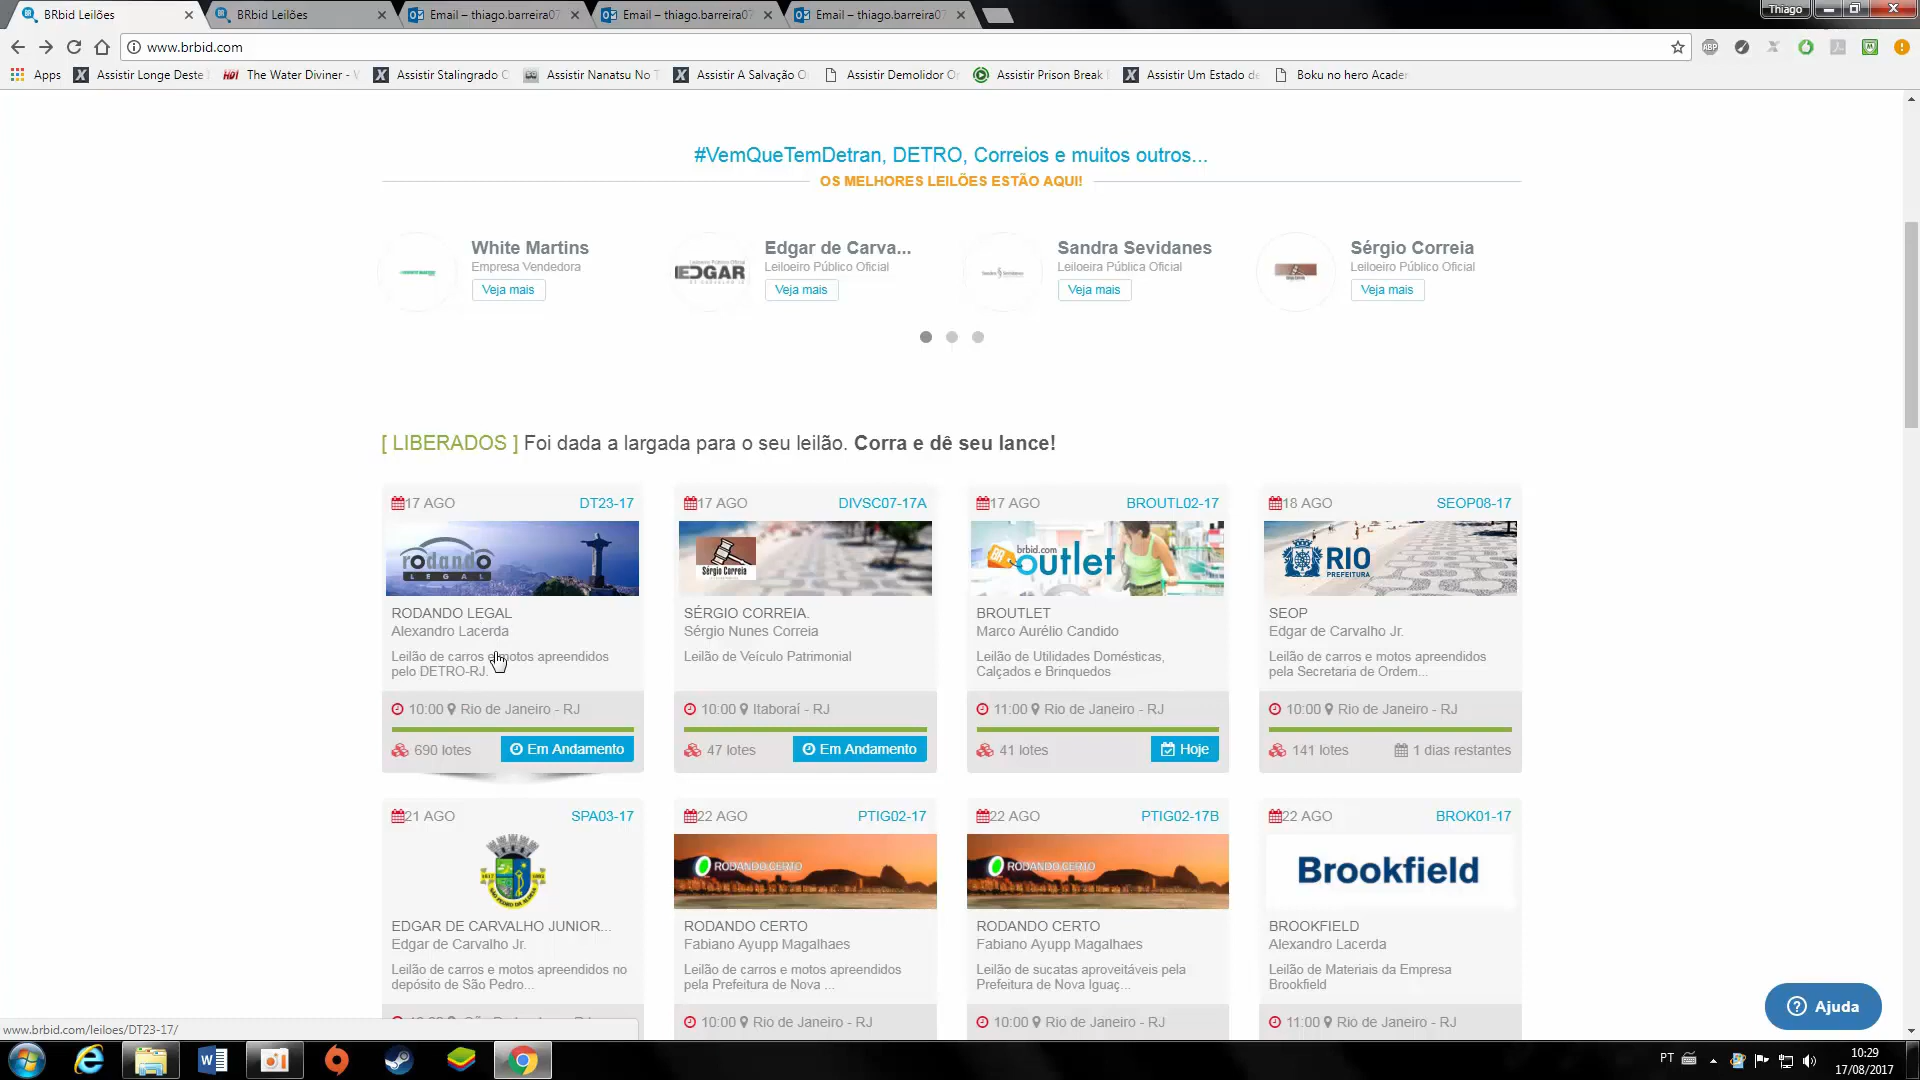 BRbid Leilões
BRbid Leilões
Email – thiago.barreira07
Email – thiago.barreira07
Email – thiago.barreira07
Thiago
www.brbid.com
ABP
Apps
Assistir Longe Deste
HD!
The Water Diviner -
Assistir Stalingrado
Assistir Nanatsu No T
Assistir A Salvação
Assistir Demolidor
Assistir Prison Break
Assistir Um Estado de
Boku no hero Acader
#VemQueTemDetran, DETRO, Correios e muitos outros...
OS MELHORES LEILÕES ESTÃO AQUI!
White Martins
Empresa Vendedora
Veja mais
EDGAR
Edgar de Carva...
Leiloeiro Público Oficial
Veja mais
Sandra Sevidanes
Leiloeira Pública Oficial
Veja mais
Sérgio Correia
Leiloeiro Público Oficial
Veja mais
[ LIBERADOS ] Foi dada a largada para o seu leilão. Corra e dê seu lance!
17 AGO DT23-17
rodando
LEGAL
RODANDO LEGAL
Alexandro Lacerda
Leilão de carros e motos apreendidos
pelo DETRO-RJ.
10:00 Rio de Janeiro - RJ
690 lotes Em Andamento
17 AGO DIVSC07-17A
Sérgio Correia
SÉRGIO CORREIA.
Sérgio Nunes Correia
Leilão de Veículo Patrimonial
10:00 Itaboraí - RJ
47 lotes Em Andamento
17 AGO BROUTL02-17
BR
brbid.com
outlet
BROUTLET
Marco Aurélio Candido
Leilão de Utilidades Domésticas,
Calçados e Brinquedos
11:00 Rio de Janeiro - RJ
41 lotes Hoje
18 AGO SEOP08-17
RIO
PREFEITURA
SEOP
Edgar de Carvalho Jr.
Leilão de carros e motos apreendidos
pela Secretaria de Ordem...
10:00 Rio de Janeiro - RJ
141 lotes 1 dias restantes
21 AGO SPA03-17
EDGAR DE CARVALHO JUNIOR...
Edgar de Carvalho Jr.
Leilão de carros e motos apreendidos no
depósito de São Pedro...
22 AGO PTIG02-17
RODANDO CERTO
RODANDO CERTO
Fabiano Ayupp Magalhaes
Leilão de carros e motos apreendidos
pela Prefeitura de Nova ...
10:00 Rio de Janeiro - RJ
22 AGO PTIG02-17B
RODANDO CERTO
RODANDO CERTO
Fabiano Ayupp Magalhaes
Leilão de sucatas aproveitáveis pela
Prefeitura de Nova Iguaç...
10:00 Rio de Janeiro - RJ
22 AGO BROK01-17
Brookfield
BROOKFIELD
Alexandro Lacerda
Leilão de Materiais da Empresa
Brookfield
11:00 Rio de Janeiro - RJ
Ajuda
www.brbid.com/leiloes/DT23-17/
PT
10:29
17/08/2017